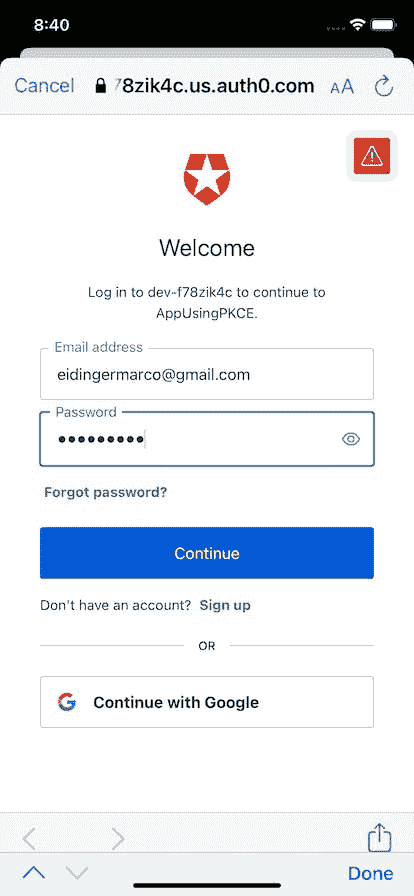 8:40
Cancel 78zik4c.us.auth0.com AA
Welcome
Log in to dev-f78zik4c to continue to
AppUsingPKCE.
Email address
eidingermarco@gmail.com
Password
Forgot password?
Continue
Don't have an account? Sign up
OR
Continue with Google
Done